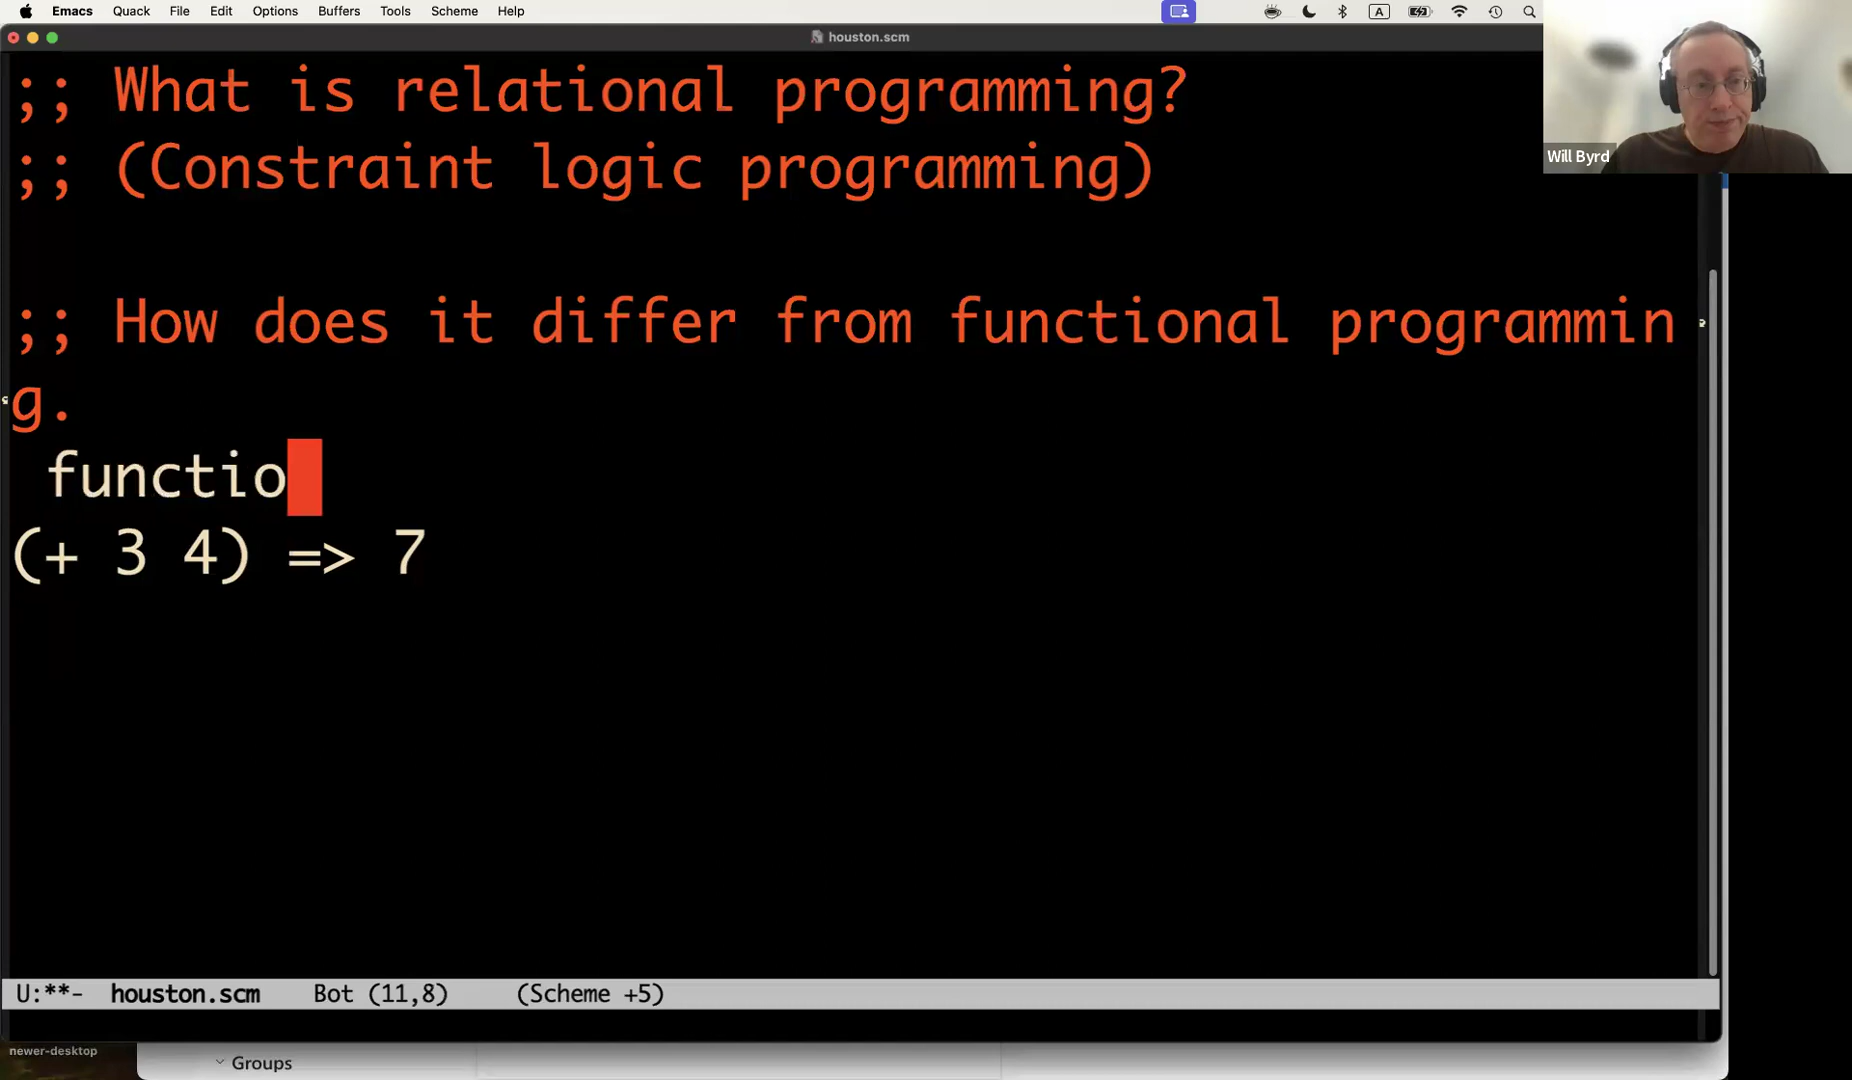 Emacs Quack File Edit Options Buffers Tools Scheme Help
A
houston.scm
;; What is relational programming?
;; (Constraint logic programming)
;; How does it differ from functional programmin
g.
functio
(+ 3 4) => 7
Will Byrd
U:**- houston.scm Bot (11,8) (Scheme +5)
newer-desktop
Groups